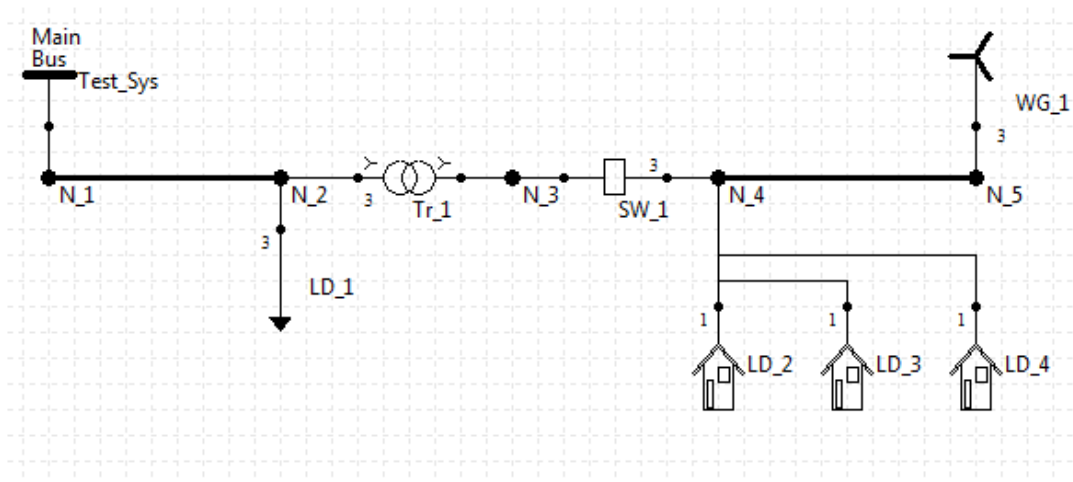 Main
Bus
Test_Sys
WG_1
3
N_1
N_2
3
Tr_1
N_3
3
SW_1
N_4
N_5
3
LD_1
1
LD_2
1
LD_3
1
LD_4